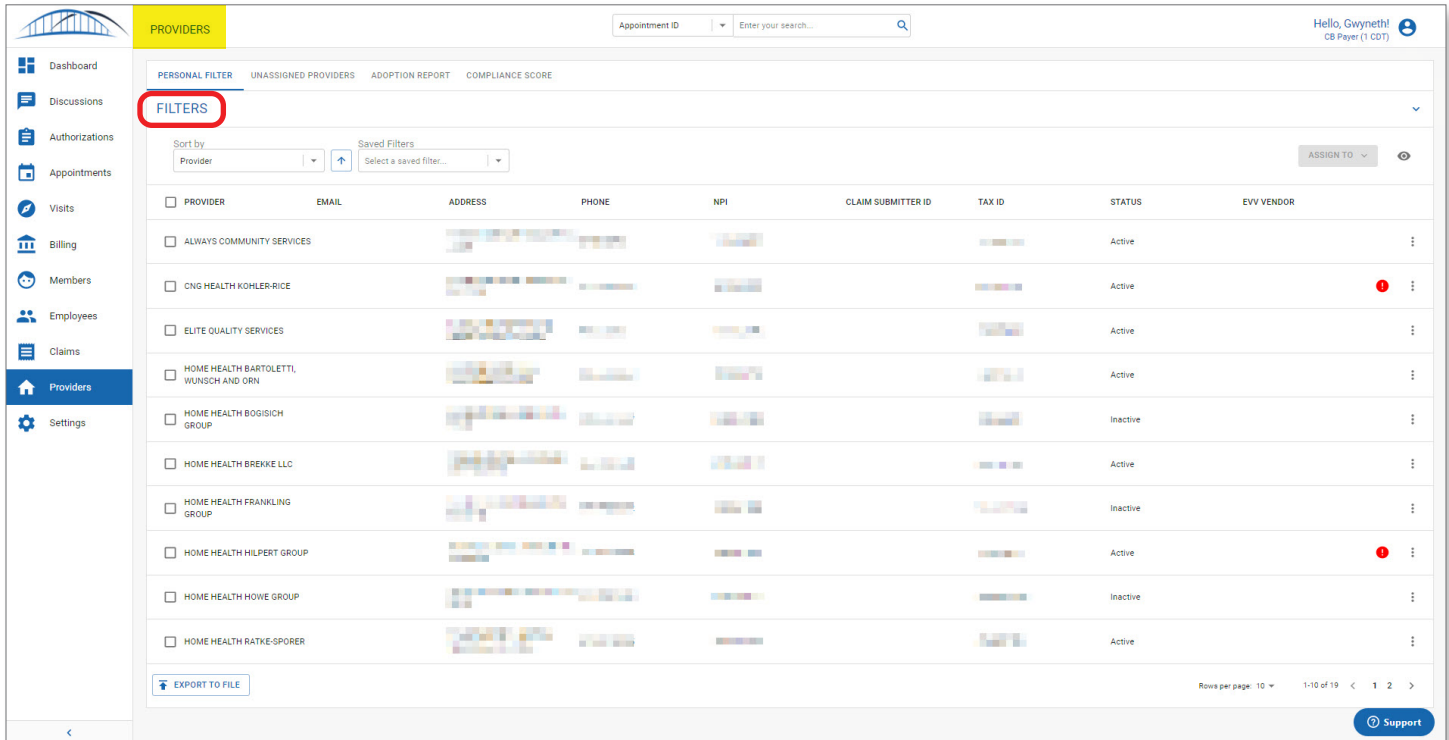 PROVIDERS
Appointment ID
Enter your search...
Hello, Gwyneth!
CB Payer (1 CDT)
Dashboard
Discussions
Authorizations
Appointments
Visits
Billing
Members
Employees
Claims
Providers
Settings
PERSONAL FILTER UNASSIGNED PROVIDERS ADOPTION REPORT COMPLIANCE SCORE
FILTERS
Sort by Saved Filters
Provider Select a saved filter... ASSIGN TO
PROVIDER EMAIL ADDRESS PHONE NPI CLAIM SUBMITTER ID TAX ID STATUS EVV VENDOR
ALWAYS COMMUNITY SERVICES Active
CNG HEALTH KOHLER-RICE Active
ELITE QUALITY SERVICES Active
HOME HEALTH BARTOLETTI,
WUNSCH AND ORN Active
HOME HEALTH BOGISICH
GROUP Inactive
HOME HEALTH BREKKE LLC Active
HOME HEALTH FRANKLING
GROUP Inactive
HOME HEALTH HILPERT GROUP Active
HOME HEALTH HOWE GROUP Inactive
HOME HEALTH RATKE-SPORER Active
EXPORT TO FILE Rows per page: 10 1-10 of 19 < 1 2 >
Support